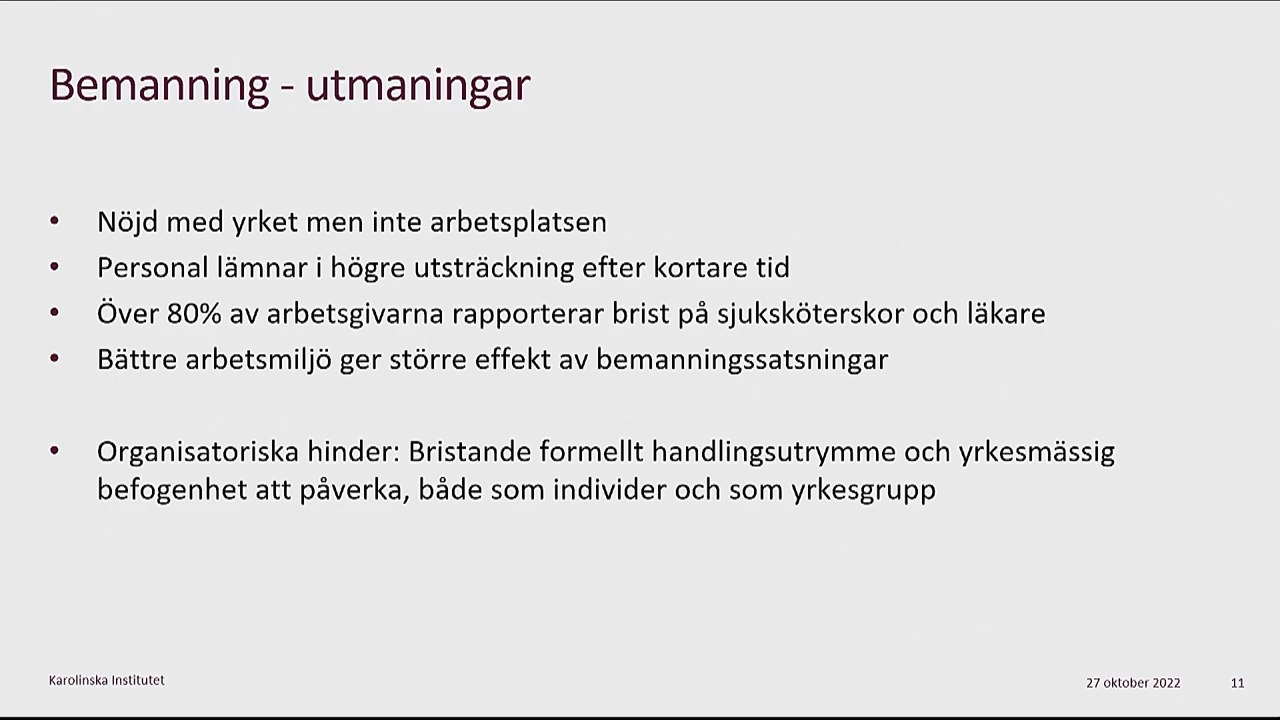 Bemanning - utmaningar
• Nöjd med yrket men inte arbetsplatsen
• Personal lämnar i högre utsträckning efter kortare tid
• Över 80% av arbetsgivarna rapporterar brist på sjuksköterskor och läkare
• Bättre arbetsmiljö ger större effekt av bemanningssatsningar
• Organisatoriska hinder: Bristande formellt handlingsutrymme och yrkesmässig
befogenhet att påverka, både som individer och som yrkesgrupp
Karolinska Institutet
27 oktober 2022
11